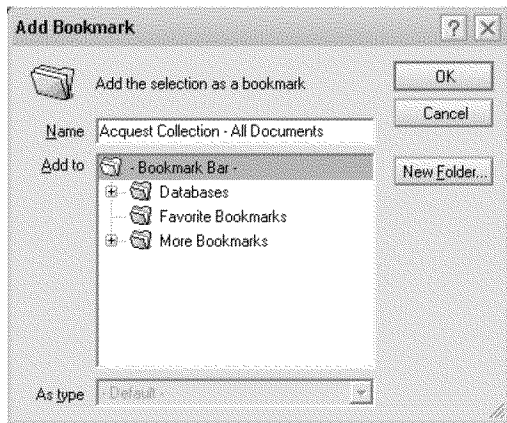 Add Bookmark
Add the selection as a bookmark
OK
Cancel
Name Acquest Collection - All Documents
Add to - Bookmark Bar -
New Folder...
Databases
Favorite Bookmarks
More Bookmarks
As type - Default -